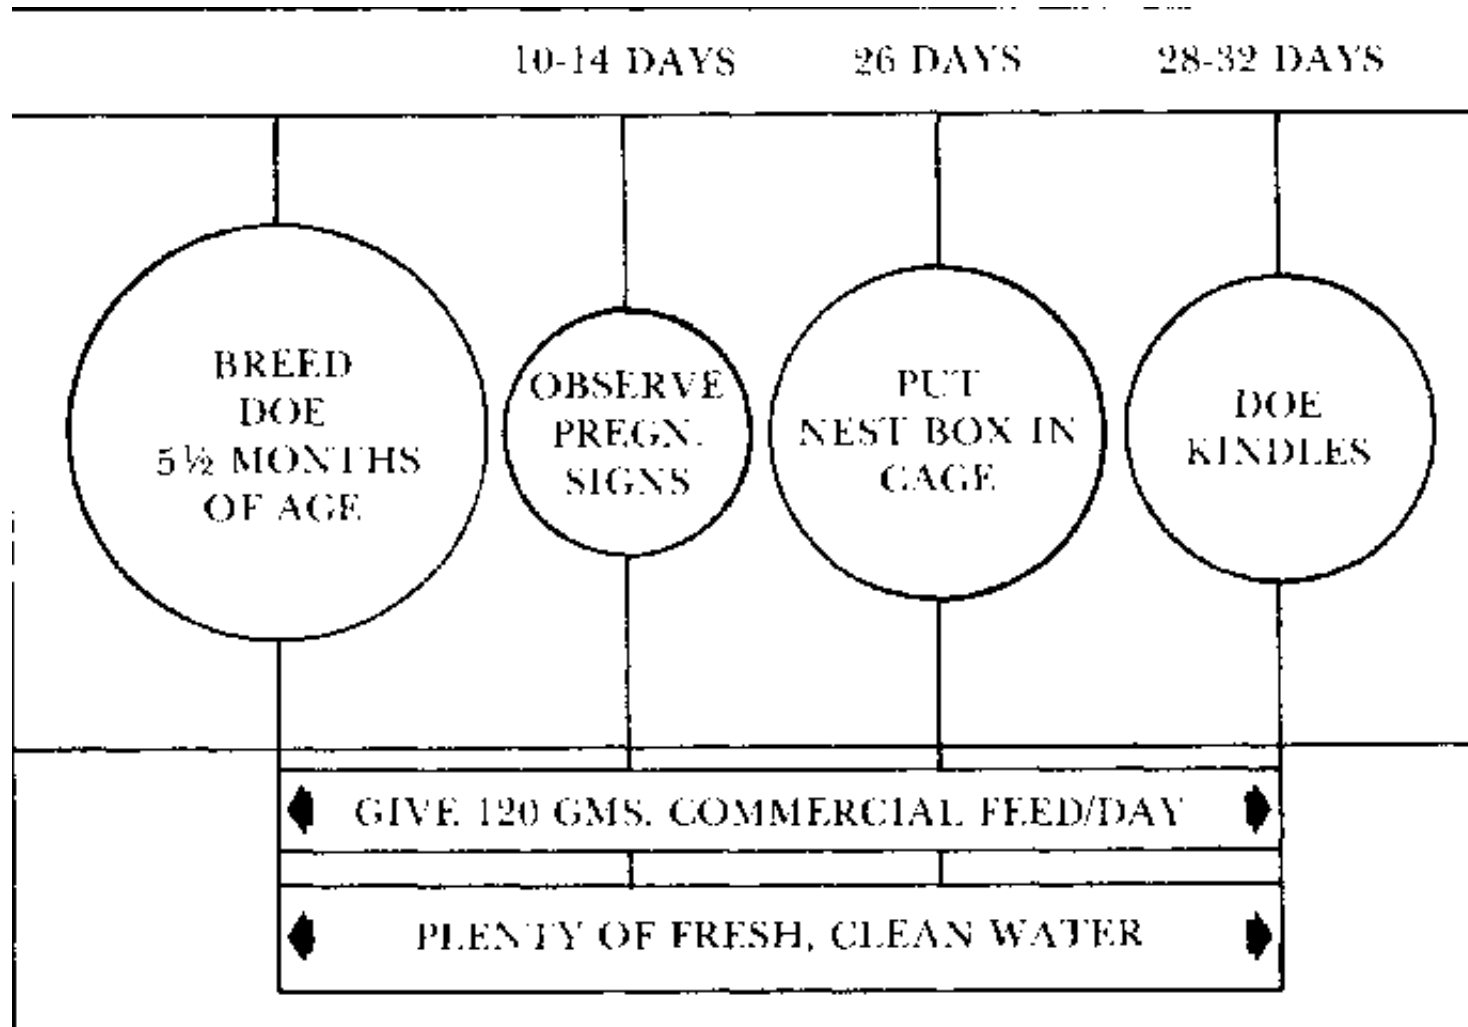 10-14 DAYS
26 DAYS
28-32 DAYS
BREED
DOE
5½ MONTHS
OF AGE
OBSERVE
PREGN.
SIGNS
PUT
NEST BOX IN
CAGE
DOE
KINDLES
GIVE 120 GMS. COMMERCIAL FEED/DAY
PLENTY OF FRESH, CLEAN WATER